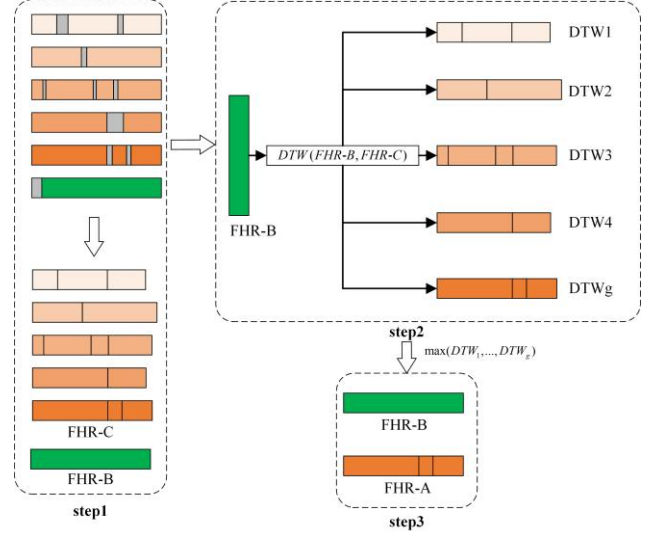 FHR-C
FHR-B
step1
FHR-B
DTW(FHR-B, FHR-C)
DTW1
DTW2
DTW3
DTW4
DTWg
step2
max(DTW₁,...,DTWg)
FHR-B
FHR-A
step3